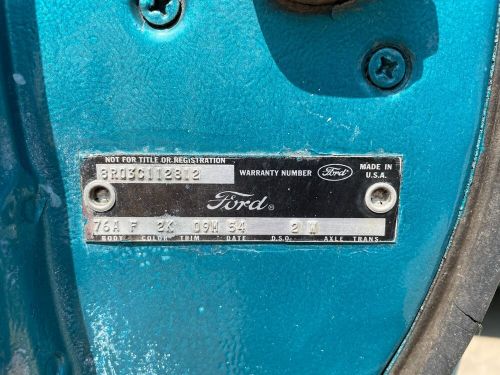 NOT FOR TITLE OR REGISTRATION
8R03C112812 WARRANTY NUMBER Ford MADE IN U.S.A.
Ford®
76A F 2K 09M 54 2 W
BODY COLOR TRIM DATE D.S.O. AXLE TRANS.